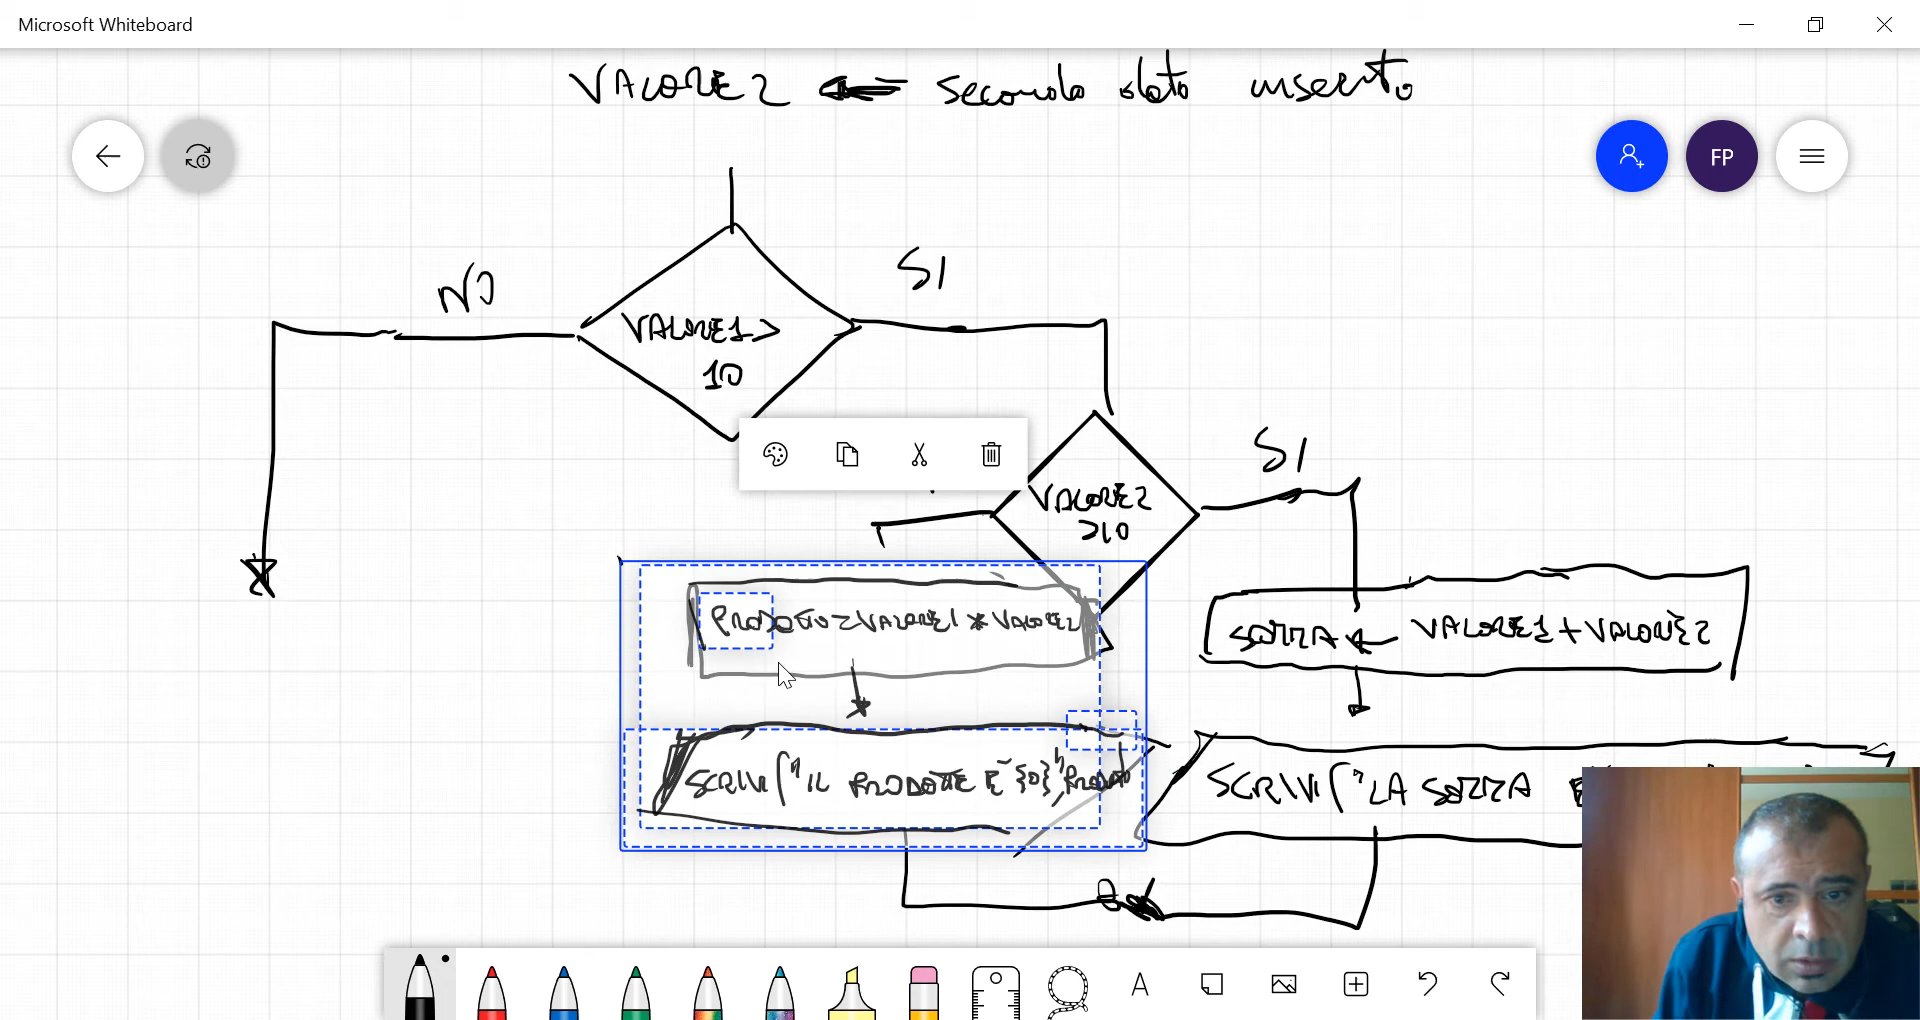 Microsoft Whiteboard
VALORE2 ⇐ secondo dato inserito
FP
NO
SI
VALORE1>
10
SI
VALORE2
>10
PRODOTTO = VALORE1 * VALORE2
SOMMA ← VALORE1 + VALORE2
SCRIVI("IL PRODOTTO E' {0}",
SCRIVI("LA SOMMA